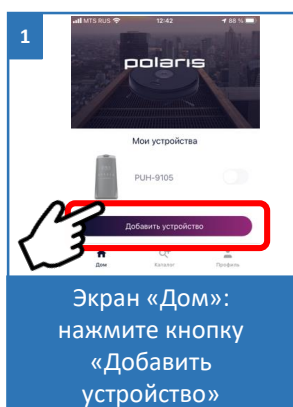 1
MTS RUS 12:42 88 %
polaris
Мои устройства
PUH-9105
Добавить устройство
Дом Каталог Профиль
Экран «Дом»:
нажмите кнопку
«Добавить
устройство»